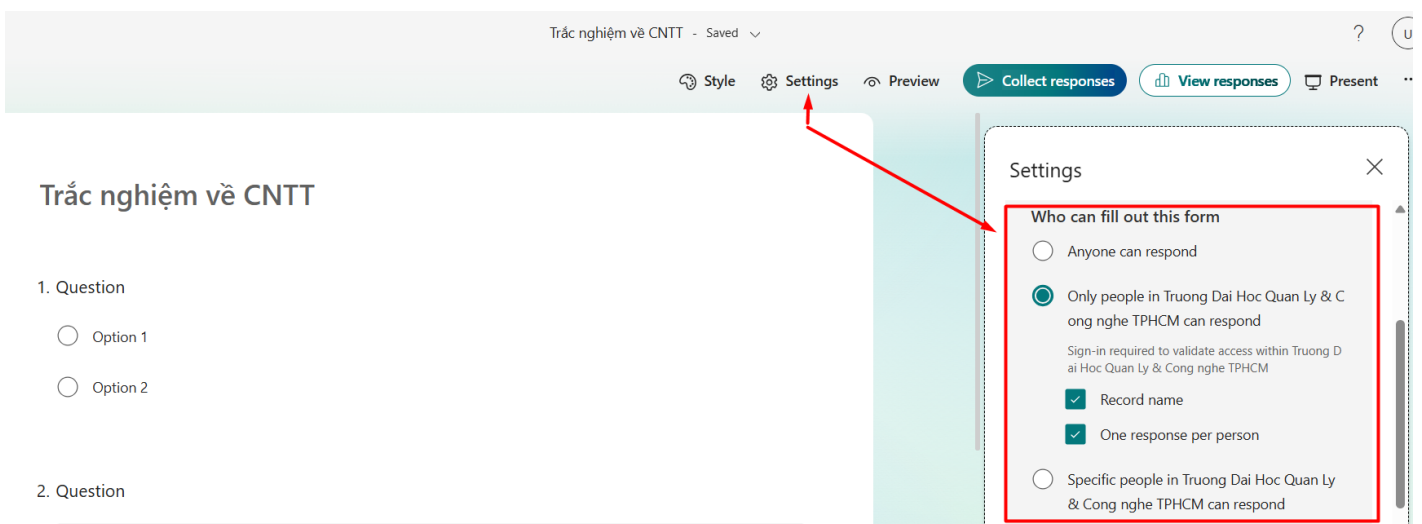 Trắc nghiệm về CNTT - Saved
?
U
Style
Settings
Preview
Collect responses
View responses
Present
Trắc nghiệm về CNTT
1. Question
Option 1
Option 2
2. Question
Settings
Who can fill out this form
Anyone can respond
Only people in Truong Dai Hoc Quan Ly & C
ong nghe TPHCM can respond
Sign-in required to validate access within Truong D
ai Hoc Quan Ly & Cong nghe TPHCM
Record name
One response per person
Specific people in Truong Dai Hoc Quan Ly
& Cong nghe TPHCM can respond